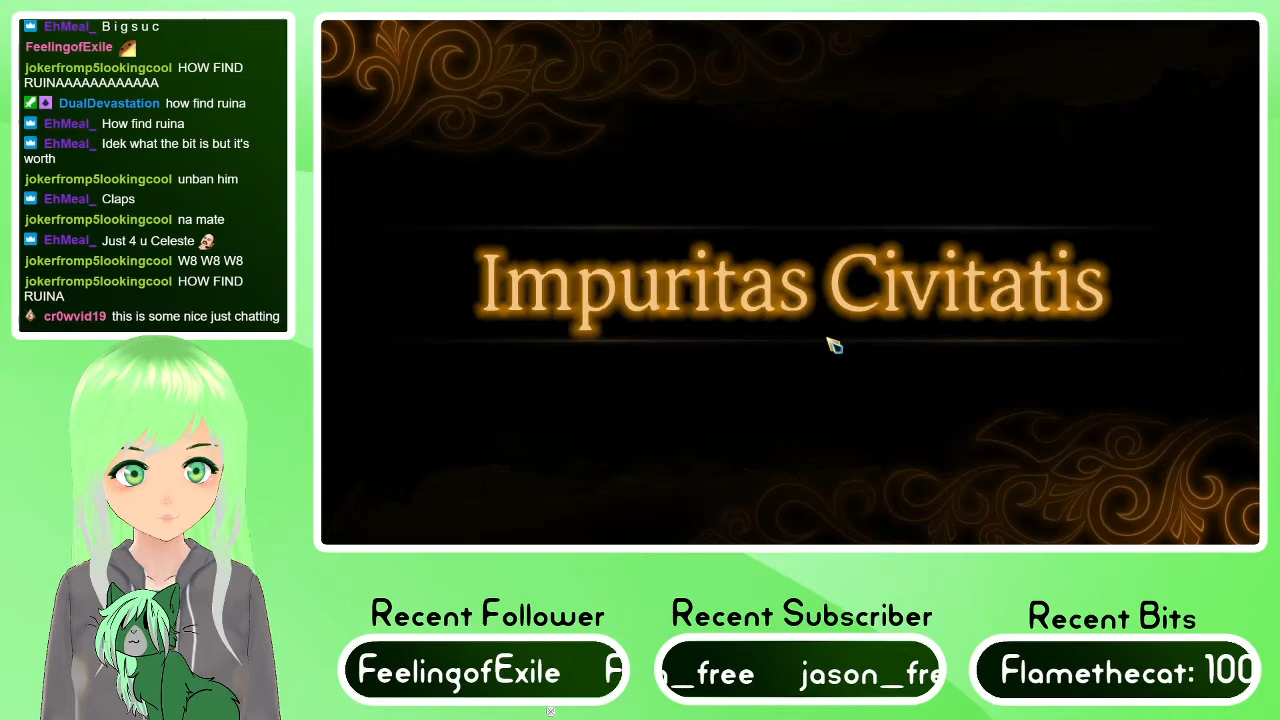 EhMeal_ B i g s u c
FeelingofExile
jokerfromp5lookingcool HOW FIND
RUINAAAAAAAAAAAA
DualDevastation how find ruina
EhMeal_ How find ruina
EhMeal_ Idek what the bit is but it's
worth
jokerfromp5lookingcool unban him
EhMeal_ Claps
jokerfromp5lookingcool na mate
EhMeal_ Just 4 u Celeste
jokerfromp5lookingcool W8 W8 W8
jokerfromp5lookingcool HOW FIND
RUINA
cr0wvid19 this is some nice just chatting
Impuritas Civitatis
Recent Follower
Recent Subscriber
Recent Bits
FeelingofExile F
_free jason_fre
Flamethecat: 100